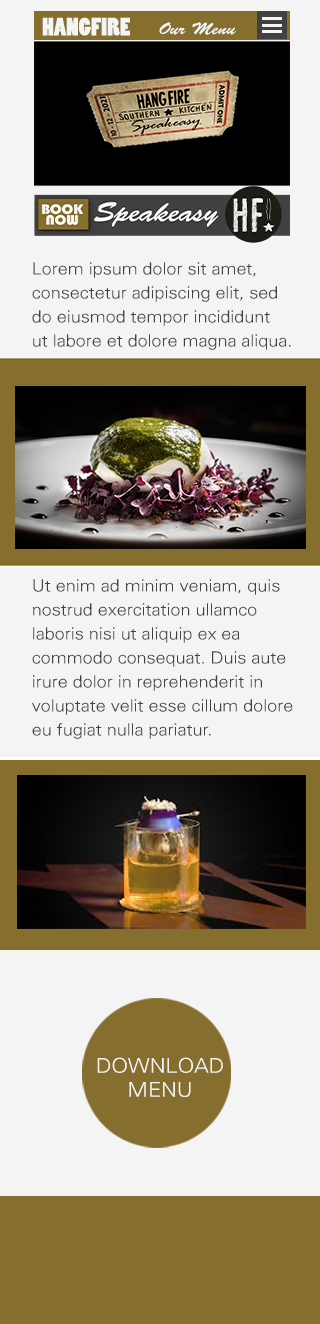 HANGFIRE Our Menu
10·12·2021
HANG FIRE
SOUTHERN ★ KITCHEN
Speakeasy
ADMIT ONE
BOOK NOW
Speakeasy
HF
Lorem ipsum dolor sit amet,
consectetur adipiscing elit, sed
do eiusmod tempor incididunt
ut labore et dolore magna aliqua.
Ut enim ad minim veniam, quis
nostrud exercitation ullamco
laboris nisi ut aliquip ex ea
commodo consequat. Duis aute
irure dolor in reprehenderit in
voluptate velit esse cillum dolore
eu fugiat nulla pariatur.
DOWNLOAD
MENU